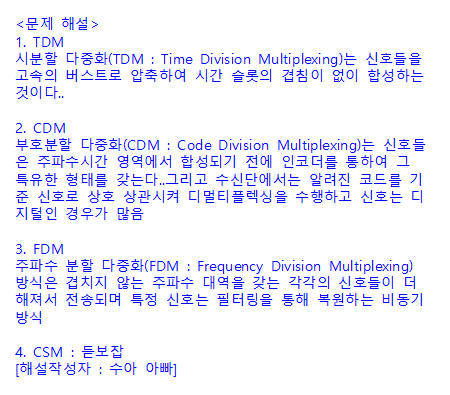 <문제 해설>
1. TDM
시분할 다중화(TDM : Time Division Multiplexing)는 신호들을
고속의 버스트로 압축하여 시간 슬롯의 겹침이 없이 합성하는
것이다..
2. CDM
부호분할 다중화(CDM : Code Division Multiplexing)는 신호들
은 주파수시간 영역에서 합성되기 전에 인코더를 통하여 그
특유한 형태를 갖는다..그리고 수신단에서는 알려진 코드를 기
준 신호로 상호 상관시켜 디멀티플렉싱을 수행하고 신호는 디
지털인 경우가 많음
3. FDM
주파수 분할 다중화(FDM : Frequency Division Multiplexing)
방식은 겹치지 않는 주파수 대역을 갖는 각각의 신호들이 더
해져서 전송되며 특정 신호는 필터링을 통해 복원하는 비동기
방식
4. CSM : 듣보잡
[해설작성자 : 수아 아빠]